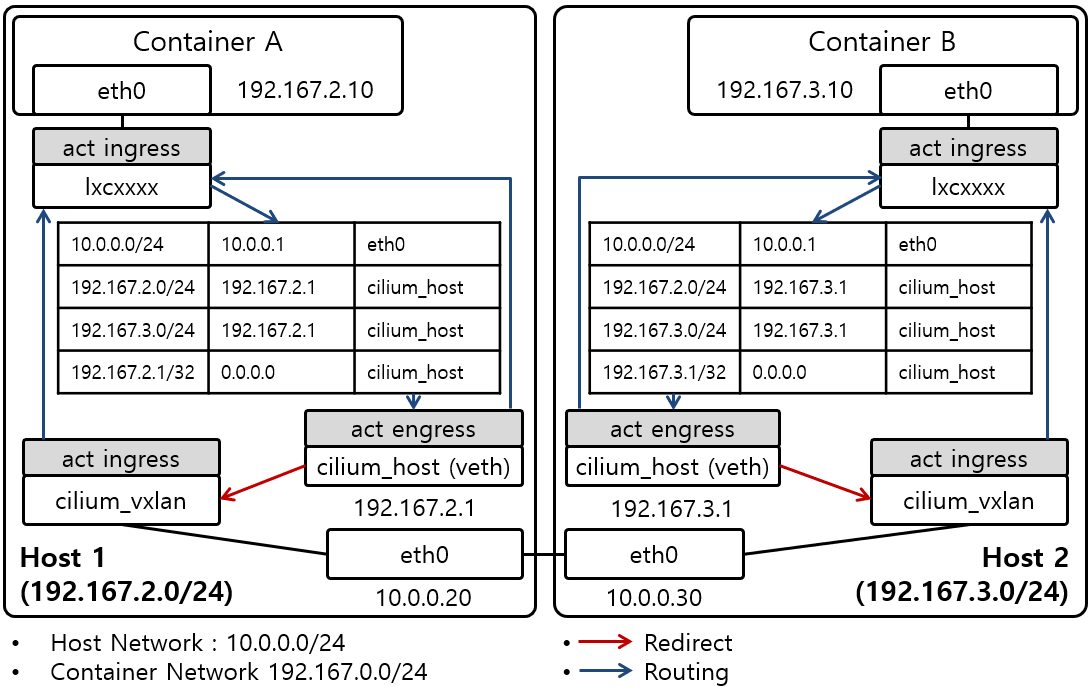 Container A
eth0 192.167.2.10
act ingress
lxcxxxx
10.0.0.0/24 10.0.0.1 eth0
192.167.2.0/24 192.167.2.1 cilium_host
192.167.3.0/24 192.167.2.1 cilium_host
192.167.2.1/32 0.0.0.0 cilium_host
act engress
cilium_host (veth)
192.167.2.1
act ingress
cilium_vxlan
eth0
10.0.0.20
Host 1
(192.167.2.0/24)
Container B
192.167.3.10 eth0
act ingress
lxcxxxx
10.0.0.0/24 10.0.0.1 eth0
192.167.2.0/24 192.167.3.1 cilium_host
192.167.3.0/24 192.167.3.1 cilium_host
192.167.3.1/32 0.0.0.0 cilium_host
act engress
cilium_host (veth)
192.167.3.1
act ingress
cilium_vxlan
eth0
10.0.0.30
Host 2
(192.167.3.0/24)
• Host Network : 10.0.0.0/24
• Container Network 192.167.0.0/24
• Redirect
• Routing